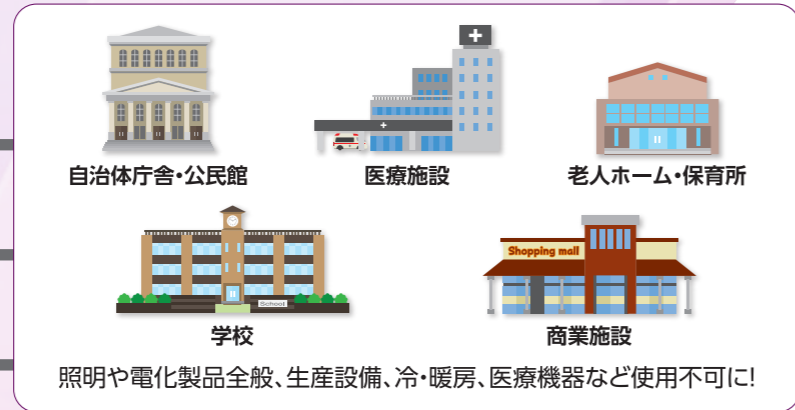 自治体庁舎・公民館
医療施設
老人ホーム・保育所
School
学校
Shopping mall
商業施設
照明や電化製品全般、生産設備、冷・暖房、医療機器など使用不可に!